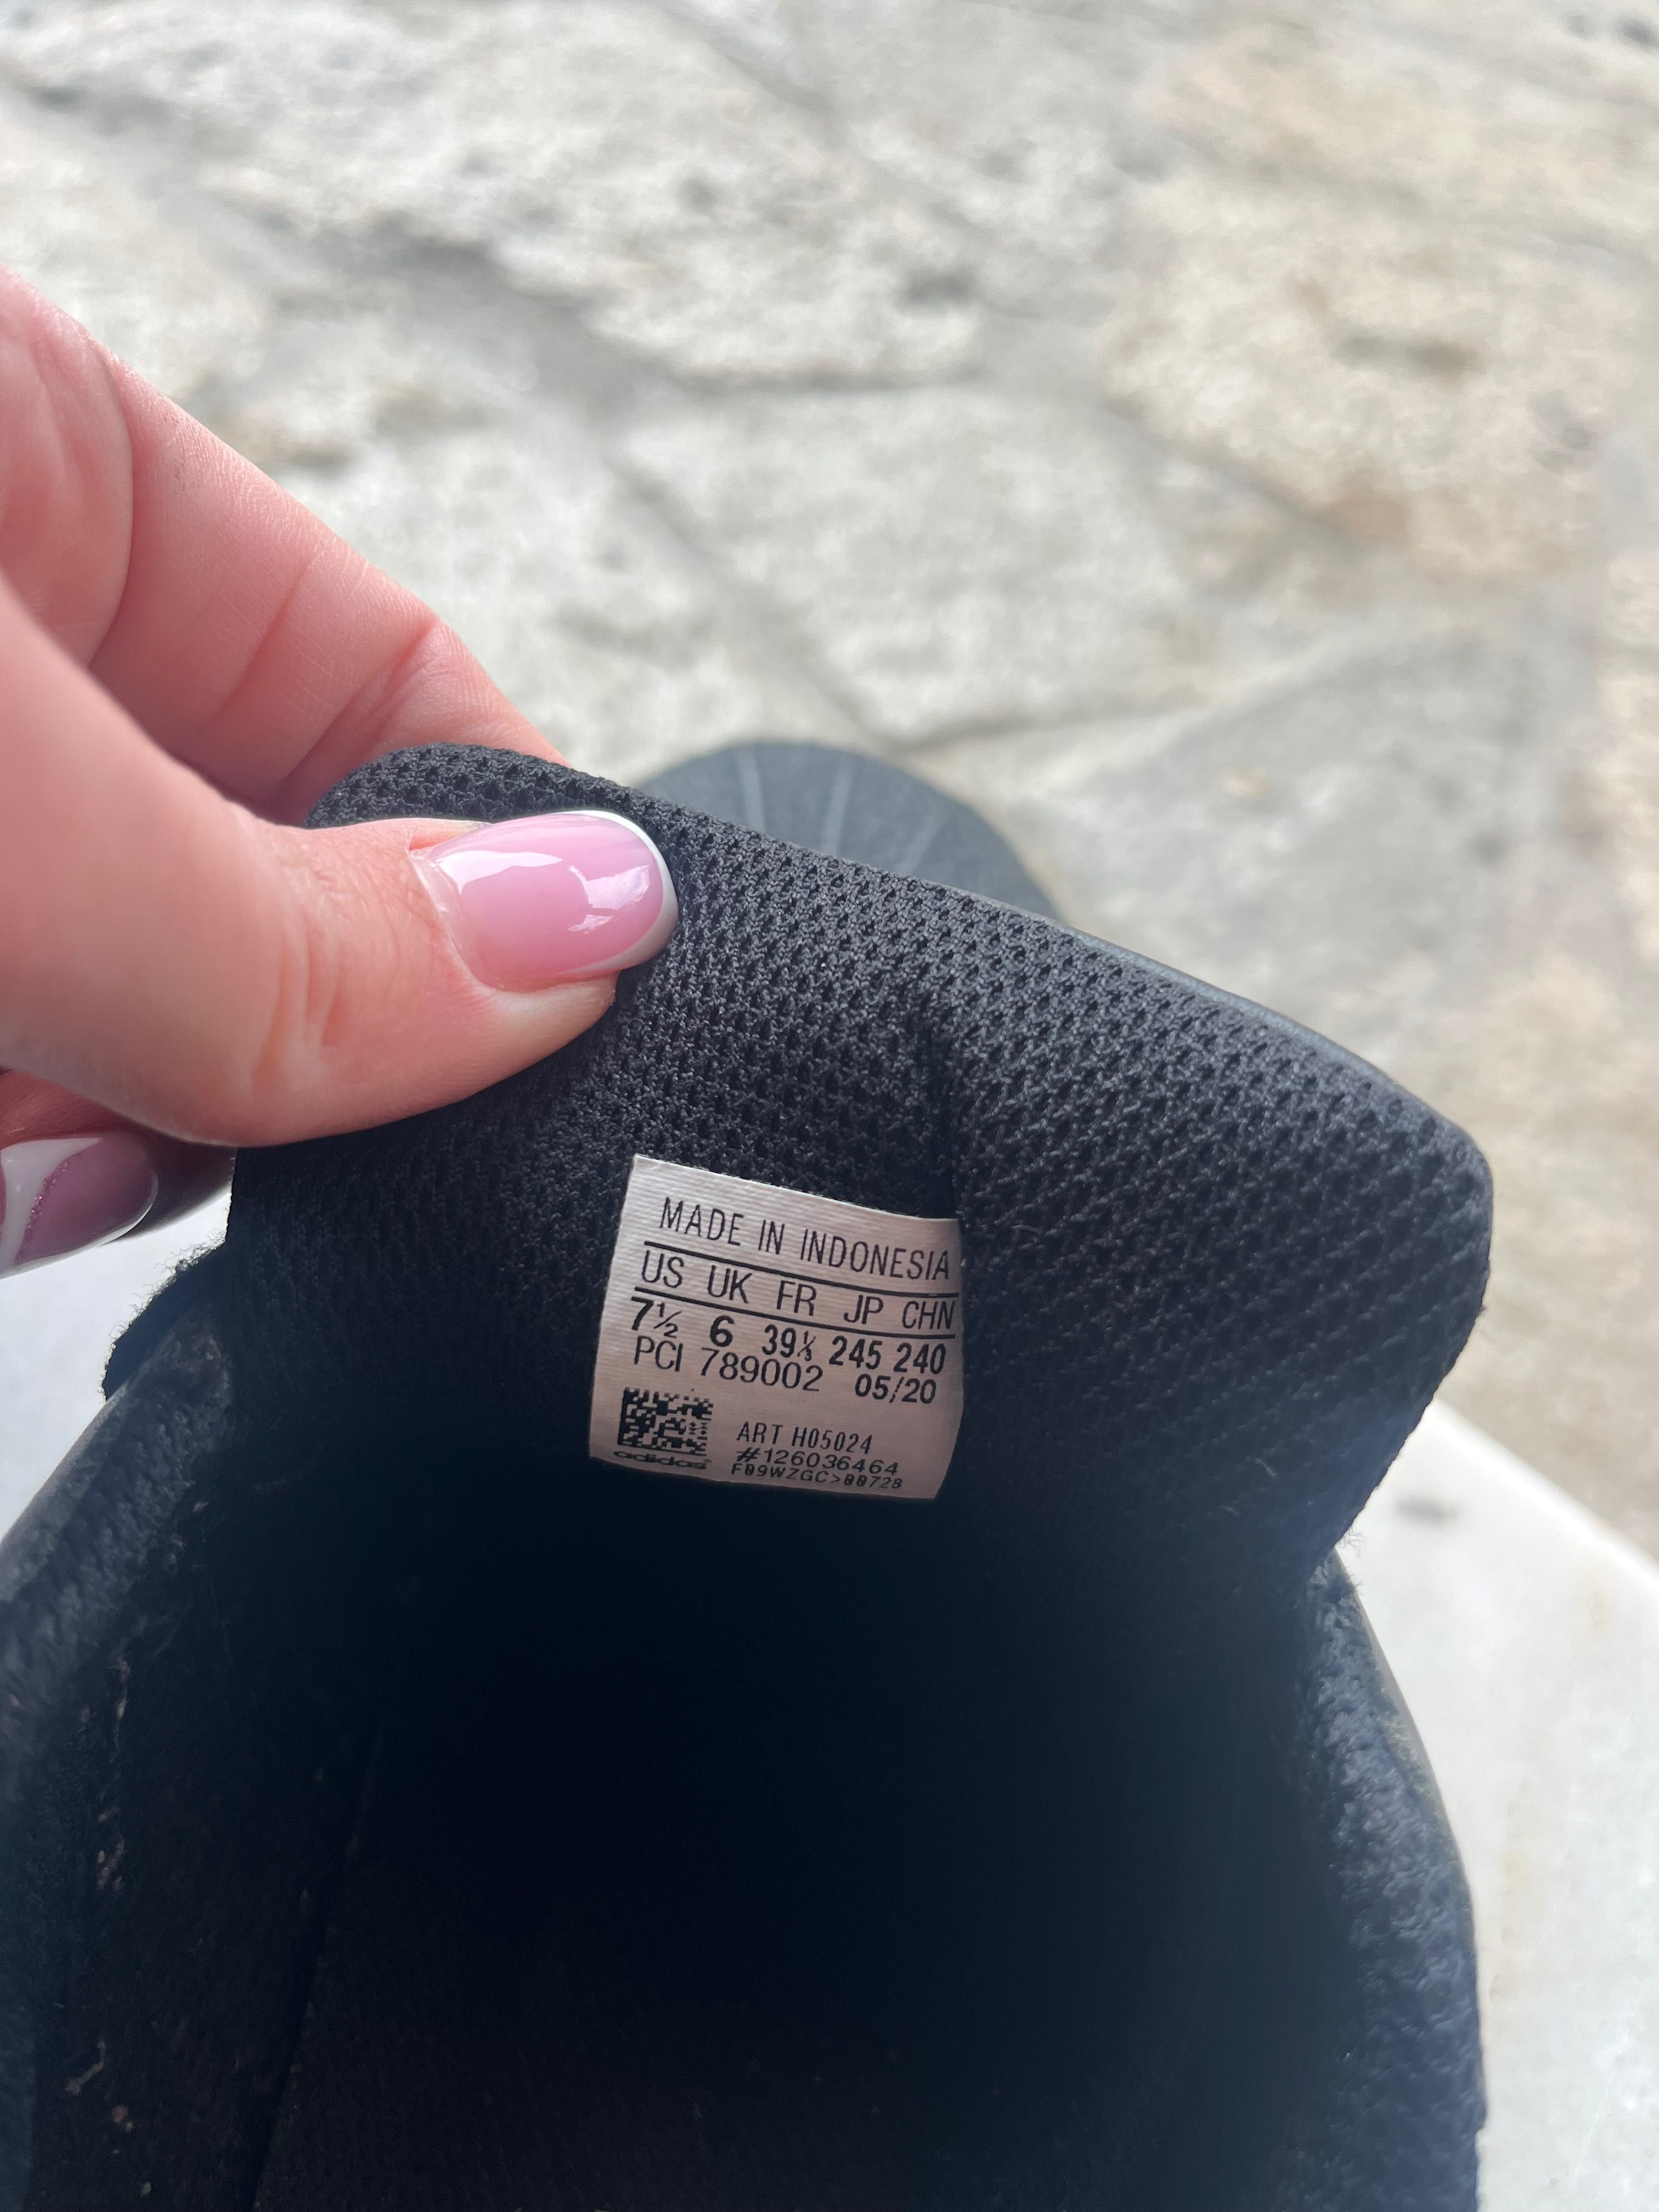 MADE IN INDONESIA
US UK FR JP CHN
7½ 6 39⅓ 245 240
PCI 789002 05/20
ART H05024
#126036464
F09WZGC>00728
adidas